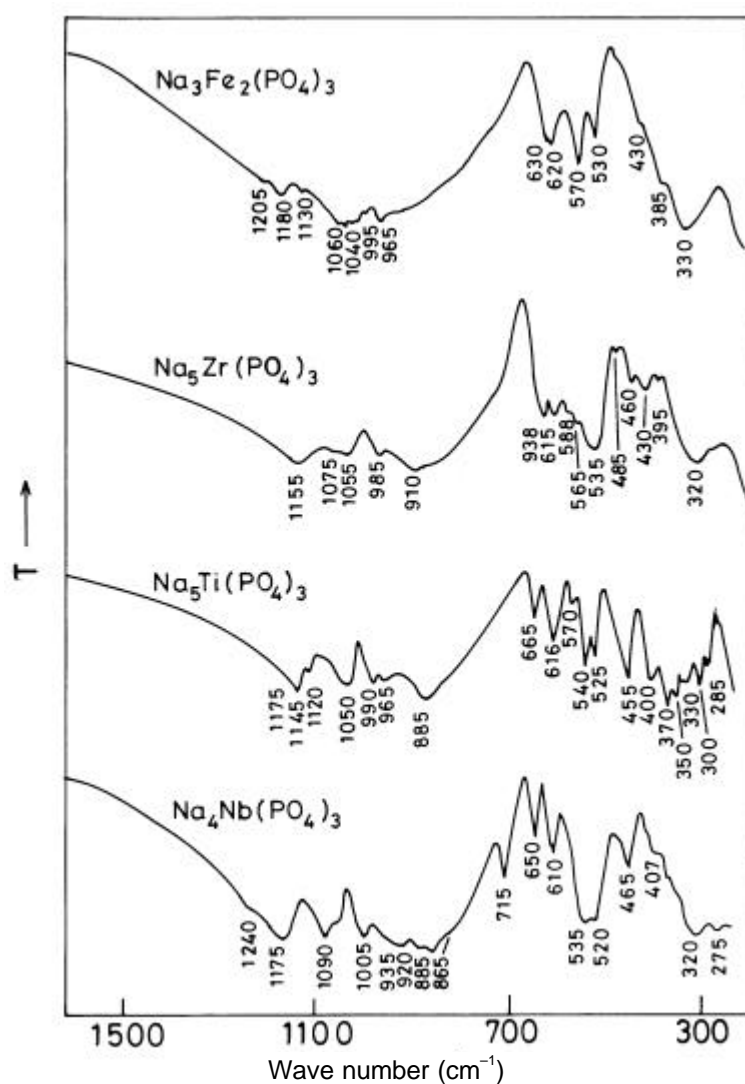 Na3Fe2(PO4)3
1205 1180 1130 1060 1040 995 965 630 620 570 530 430 385 330
Na5Zr(PO4)3
1155 1075 1055 985 910 938 615 588 565 535 485 460 430 395 320
T →
Na5Ti(PO4)3
1175 1145 1120 1050 990 965 885 665 616 570 540 525 455 400 370 350 330 300 285
Na4Nb(PO4)3
1240 1175 1090 1005 935 920 885 865 715 650 610 535 520 465 407 320 275
1500 1100 700 300
Wave number (cm⁻¹)